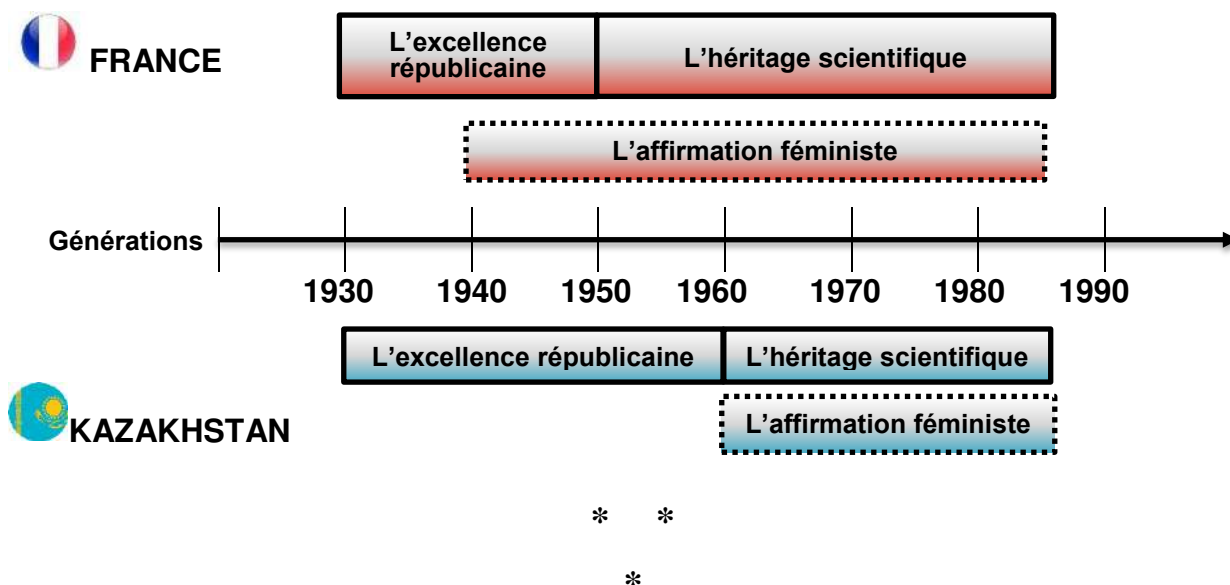 FRANCE
L'excellence
républicaine
L'héritage scientifique
L'affirmation féministe
Générations
1930 1940 1950 1960 1970 1980 1990
L'excellence républicaine
L'héritage scientifique
KAZAKHSTAN
L'affirmation féministe
* *
*